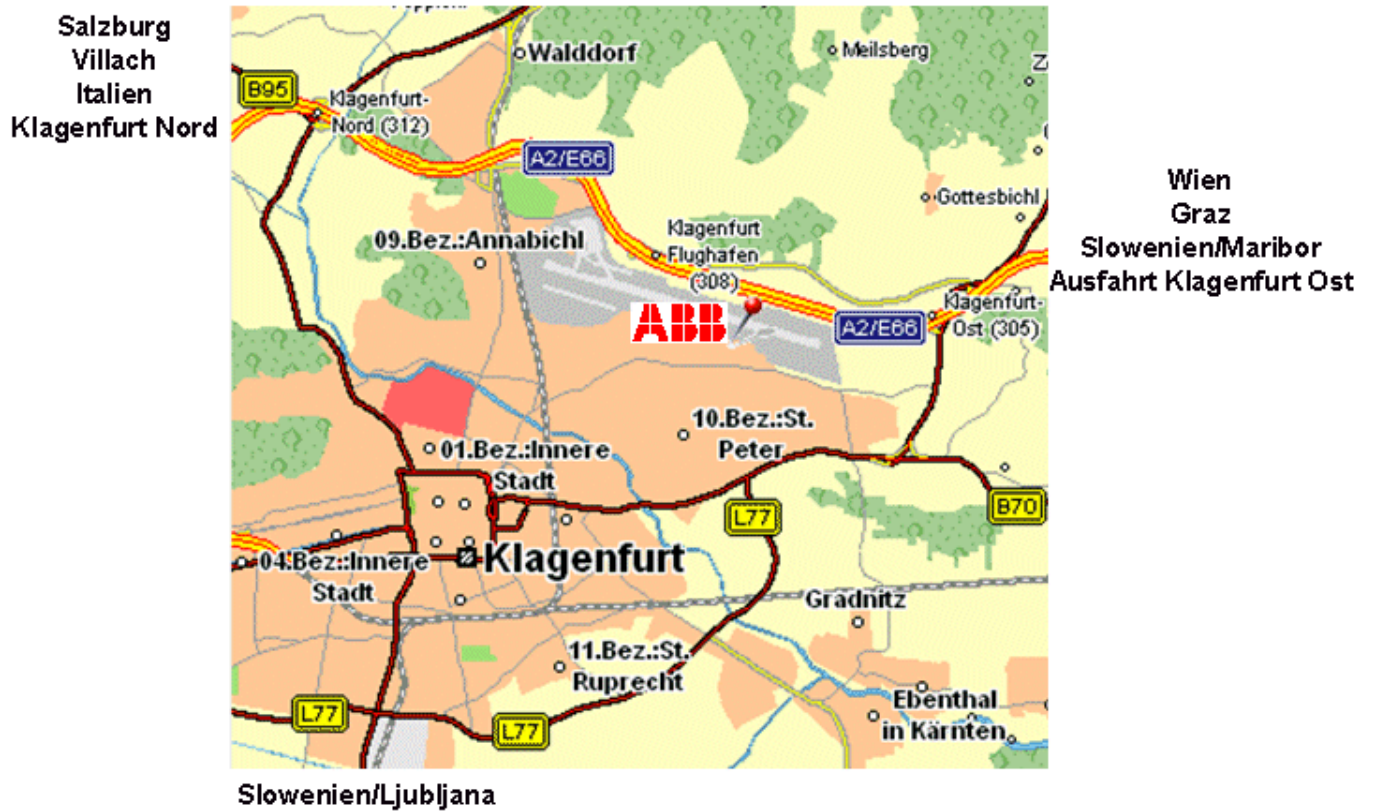 Salzburg
Villach
Italien
Klagenfurt Nord
Walddorf
Meilsberg
Z
B95
Klagenfurt-
Nord (312)
A2/E66
Gottesbichl
Wien
Graz
Slowenien/Maribor
Ausfahrt Klagenfurt Ost
09.Bez.:Annabichl
Klagenfurt
Flughafen
(308)
ABB
A2/E66
Klagenfurt-
Ost (305)
10.Bez.:St.
Peter
01.Bez.:Innere
Stadt
L77
B70
04.Bez.:Innere
Stadt
Klagenfurt
Gradnitz
11.Bez.:St.
Ruprecht
Ebenthal
in Kärnten
L77
L77
Slowenien/Ljubljana